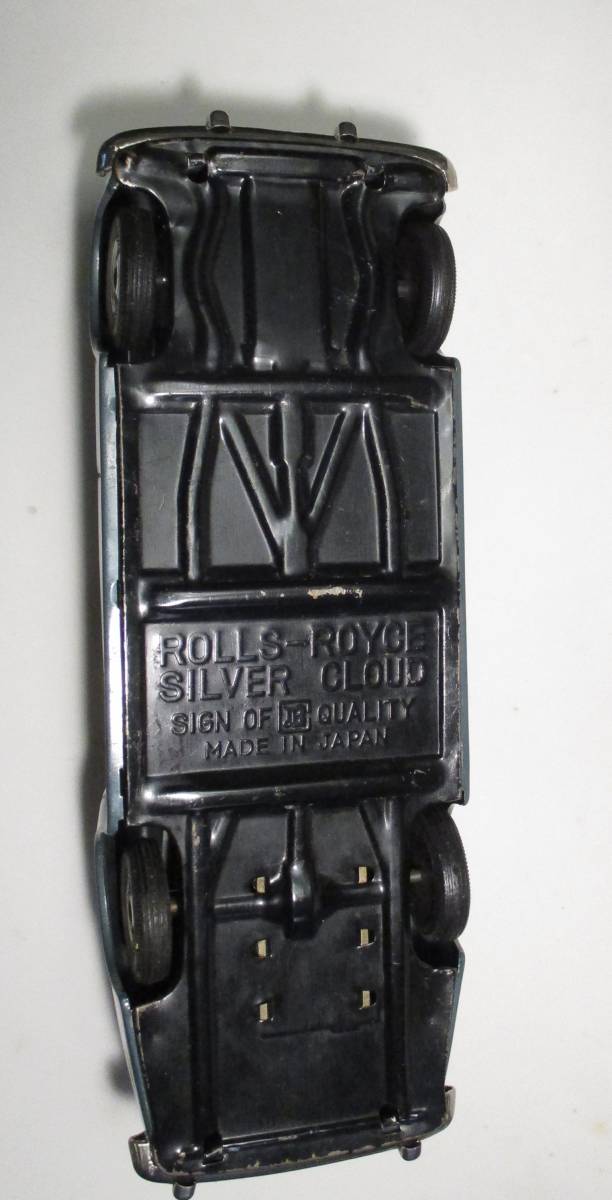 ROLLS-ROYCE
SILVER CLOUD
SIGN OF QUALITY
MADE IN JAPAN